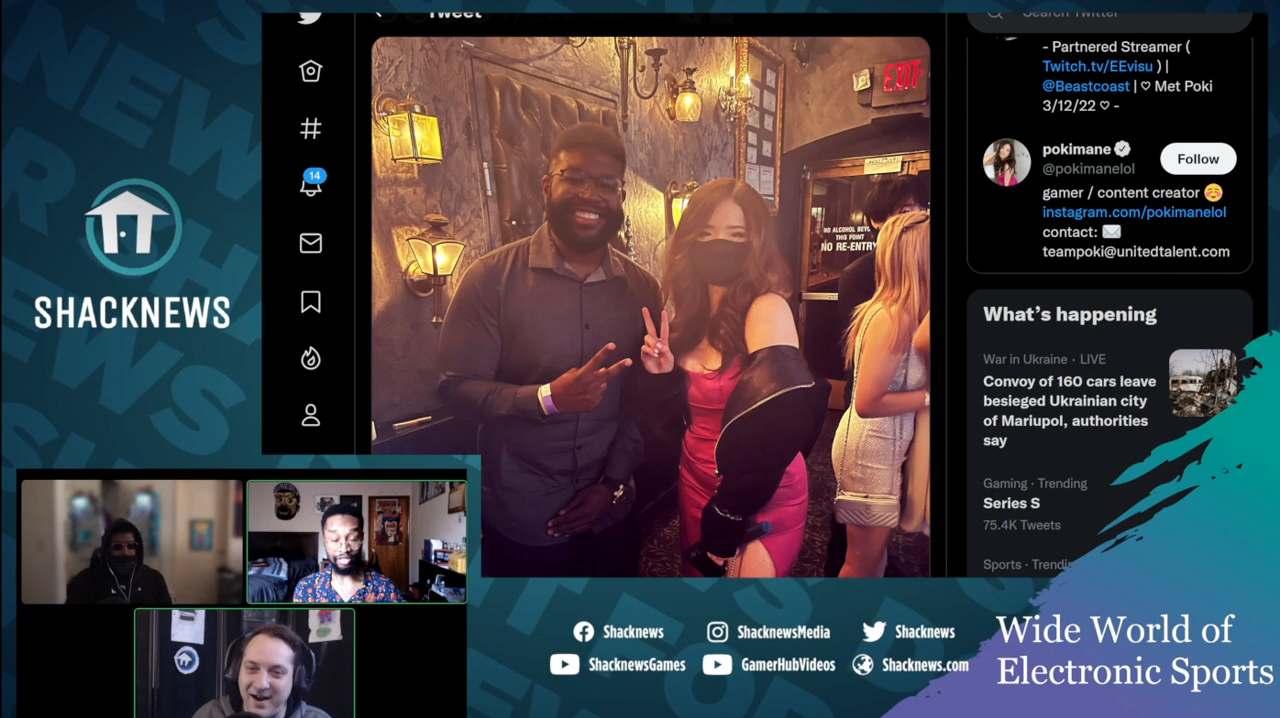 SHACKNEWS
Tweet
14
EXIT
NO ALCOHOL BEYOND
THIS POINT
NO RE-ENTRY
Search Twitter
- Partnered Streamer (
Twitch.tv/EEvisu ) |
@Beastcoast | ♡ Met Poki
3/12/22 ♡ -
pokimane
@pokimanelol
Follow
gamer / content creator ☺️
instagram.com/pokimanelol
contact: ✉️
teampoki@unitedtalent.com
What's happening
War in Ukraine · LIVE
Convoy of 160 cars leave
besieged Ukrainian city
of Mariupol, authorities
say
Gaming · Trending
Series S
75.4K Tweets
Sports · Trending
Shacknews
ShacknewsMedia
Shacknews
ShacknewsGames
GamerHubVideos
Shacknews.com
Wide World of
Electronic Sports